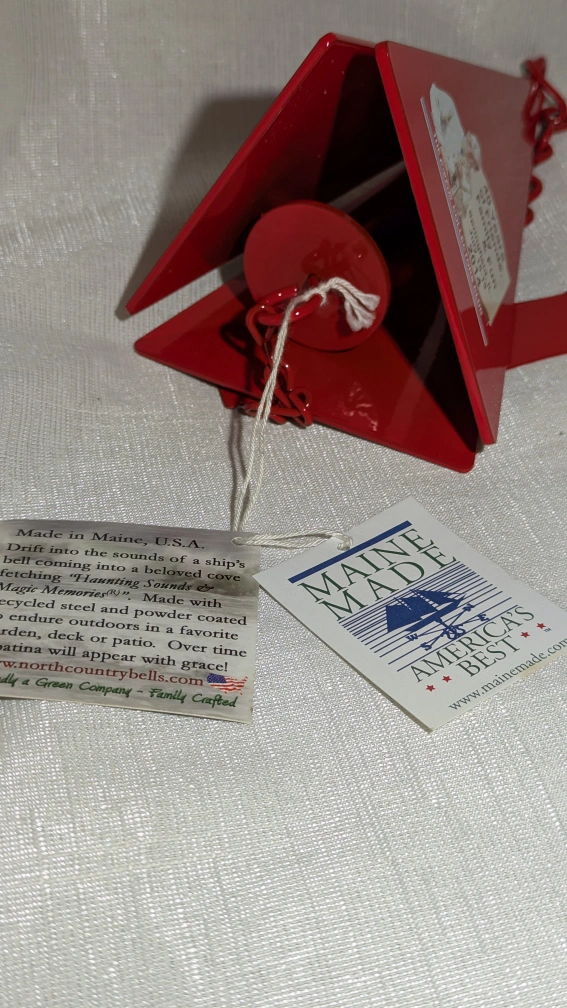 Made in Maine, U.S.A.
Drift into the sounds of a ship's
bell coming into a beloved cove
fetching "Haunting Sounds &
Magic Memories(R)". Made with
recycled steel and powder coated
endure outdoors in a favorite
deck or patio. Over time
patina will appear with grace!
www.northcountrybells.com
a Green Company - Family Crafted
MAINE
MADE
N
W E
S
AMERICA'S
BEST
www.mainemade.com